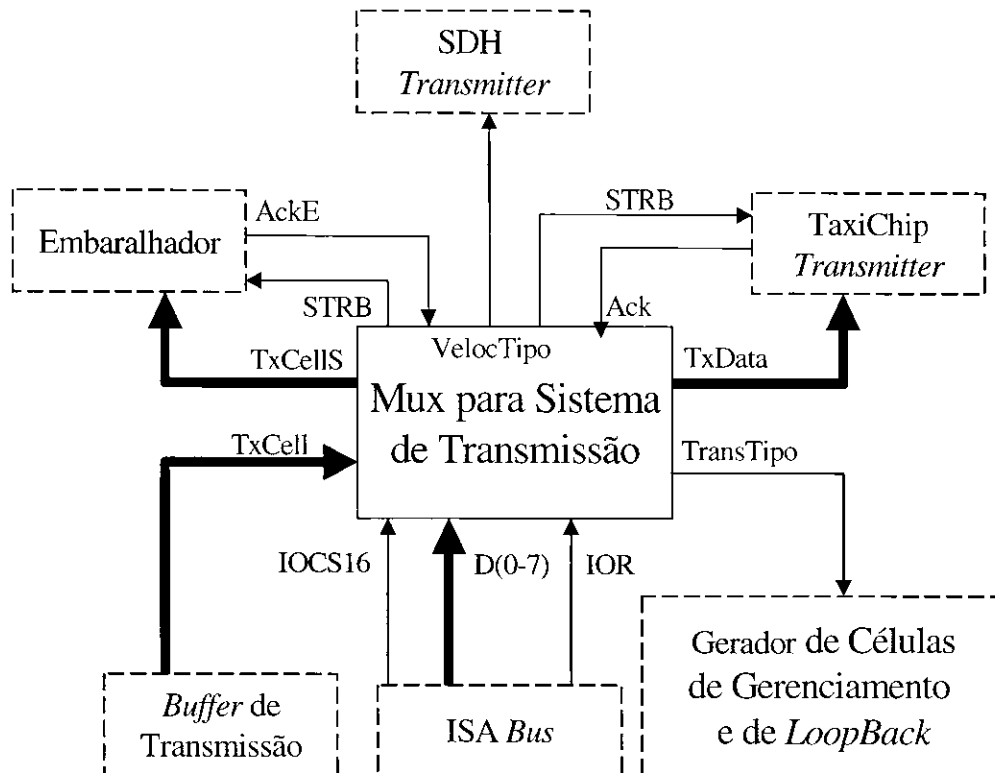 SDH
Transmitter
AckE
STRB
Embaralhador
TaxiChip
Transmitter
STRB
Ack
VelocTipo
TxCellS
TxData
Mux para Sistema
de Transmissão
TxCell
TransTipo
IOCS16
D(0-7)
IOR
Gerador de Células
de Gerenciamento
e de LoopBack
Buffer de
Transmissão
ISA Bus